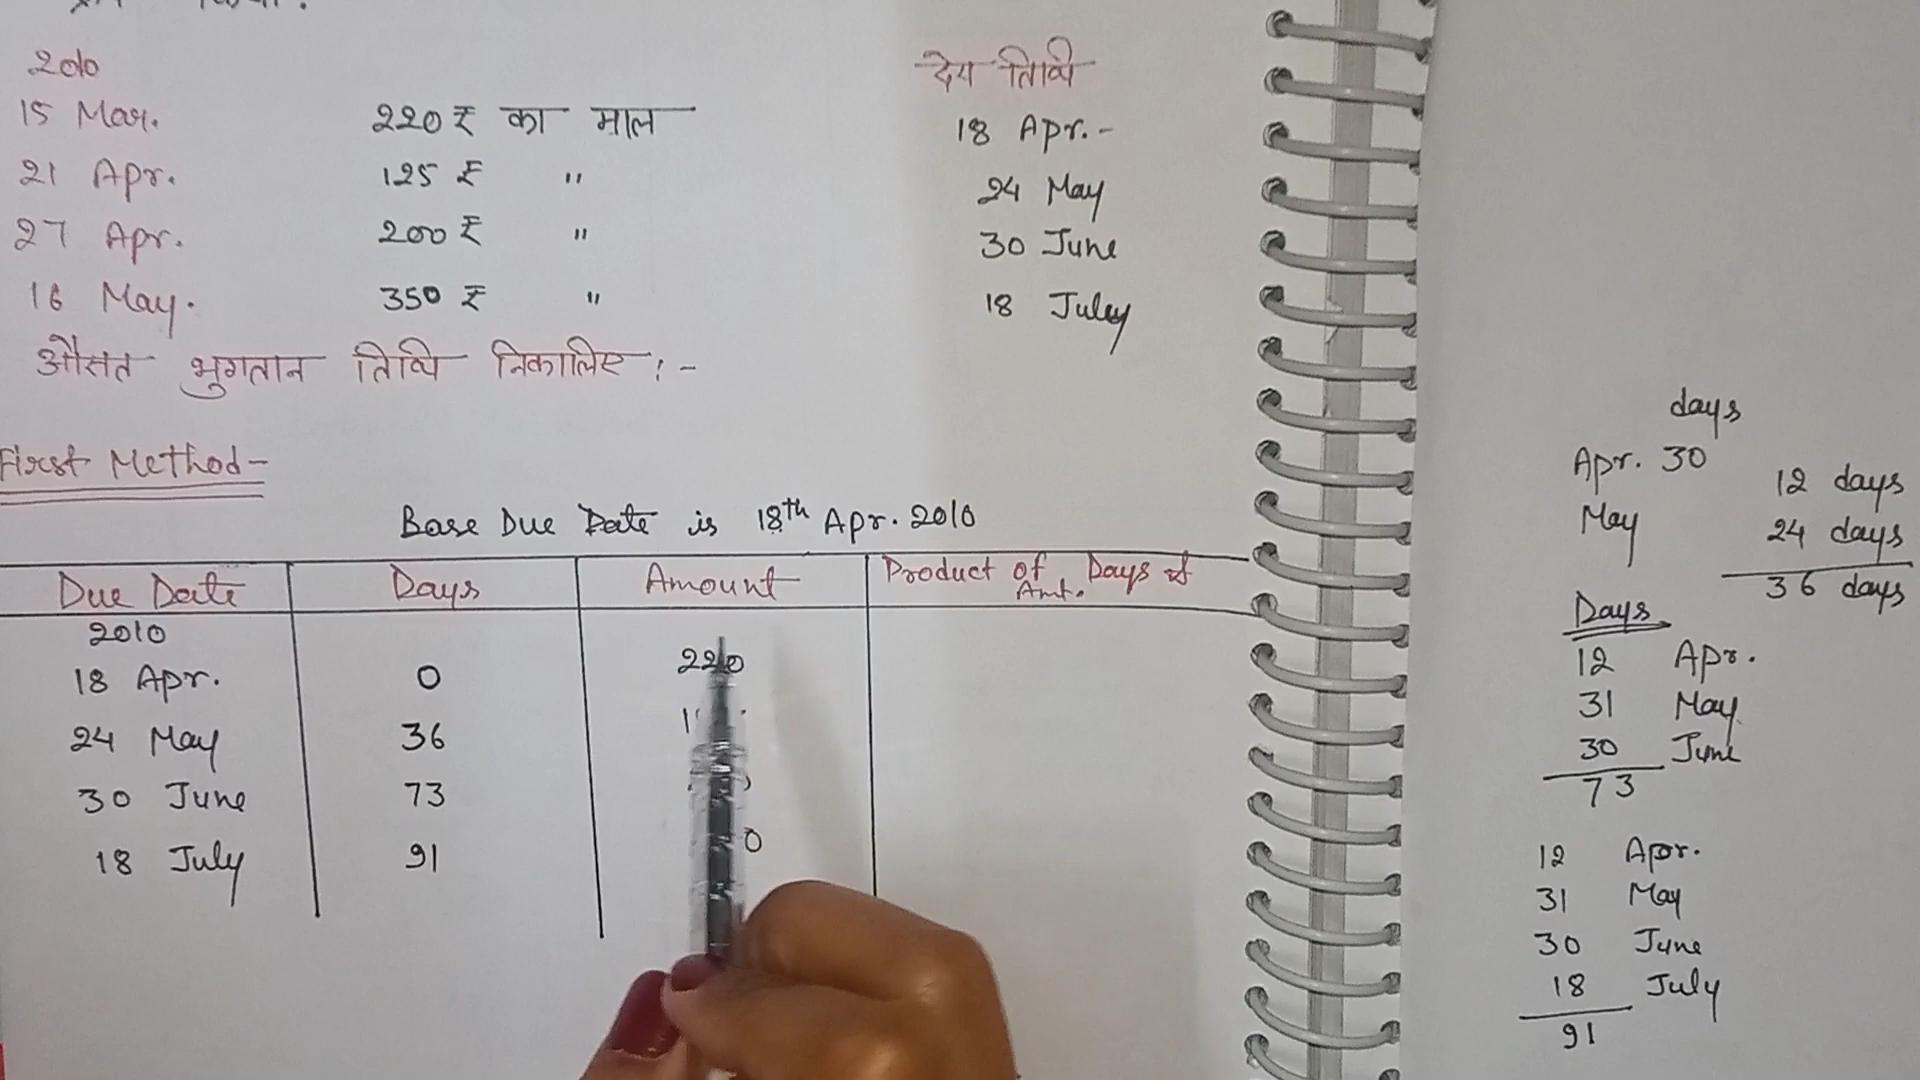 2010 देय तिथि
15 Mar. 220 ₹ का माल 18 Apr.-
21 Apr. 125 ₹ " 24 May
27 Apr. 200 ₹ " 30 June
16 May. 350 ₹ " 18 Juley
औसत भुगतान तिथि निकालिए :-
First Method-
Base Due Date is 18th Apr. 2010
Due Date Days Amount Product of Days & Amt.
2010
18 Apr. 0 220
24 May 36
30 June 73
18 July 91
days
Apr. 30 12 days
May 24 days
36 days
Days
12 Apr.
31 May
30 June
73
12 Apr.
31 May
30 June
18 July
91